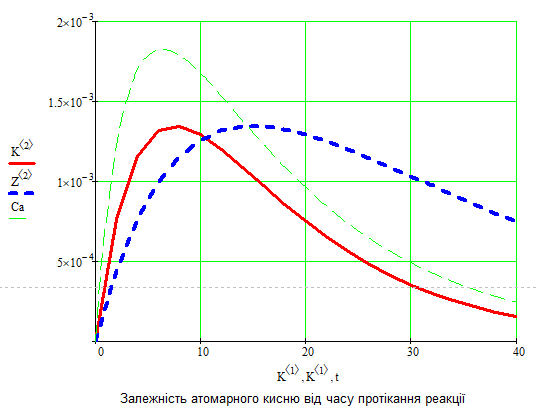 2×10⁻³
1.5×10⁻³
1×10⁻³
5×10⁻⁴
K⟨2⟩
Z⟨2⟩
Ca
0 10 20 30 40
K⟨1⟩, K⟨1⟩, t
Залежність атомарного кисню від часу протікання реакції